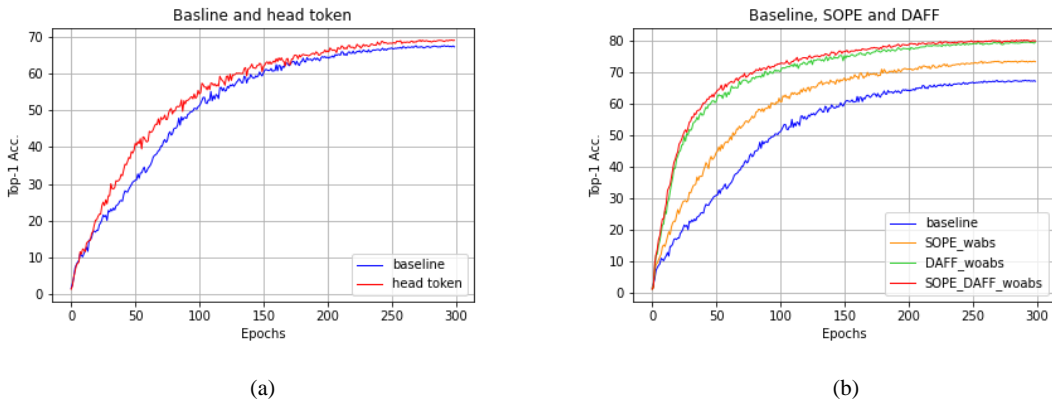 Basline and head token
Top-1 Acc.
70
60
50
40
30
20
10
0
baseline
head token
0 50 100 150 200 250 300
Epochs
(a)
Baseline, SOPE and DAFF
Top-1 Acc.
80
70
60
50
40
30
20
10
0
baseline
SOPE_wabs
DAFF_woabs
SOPE_DAFF_woabs
0 50 100 150 200 250 300
Epochs
(b)